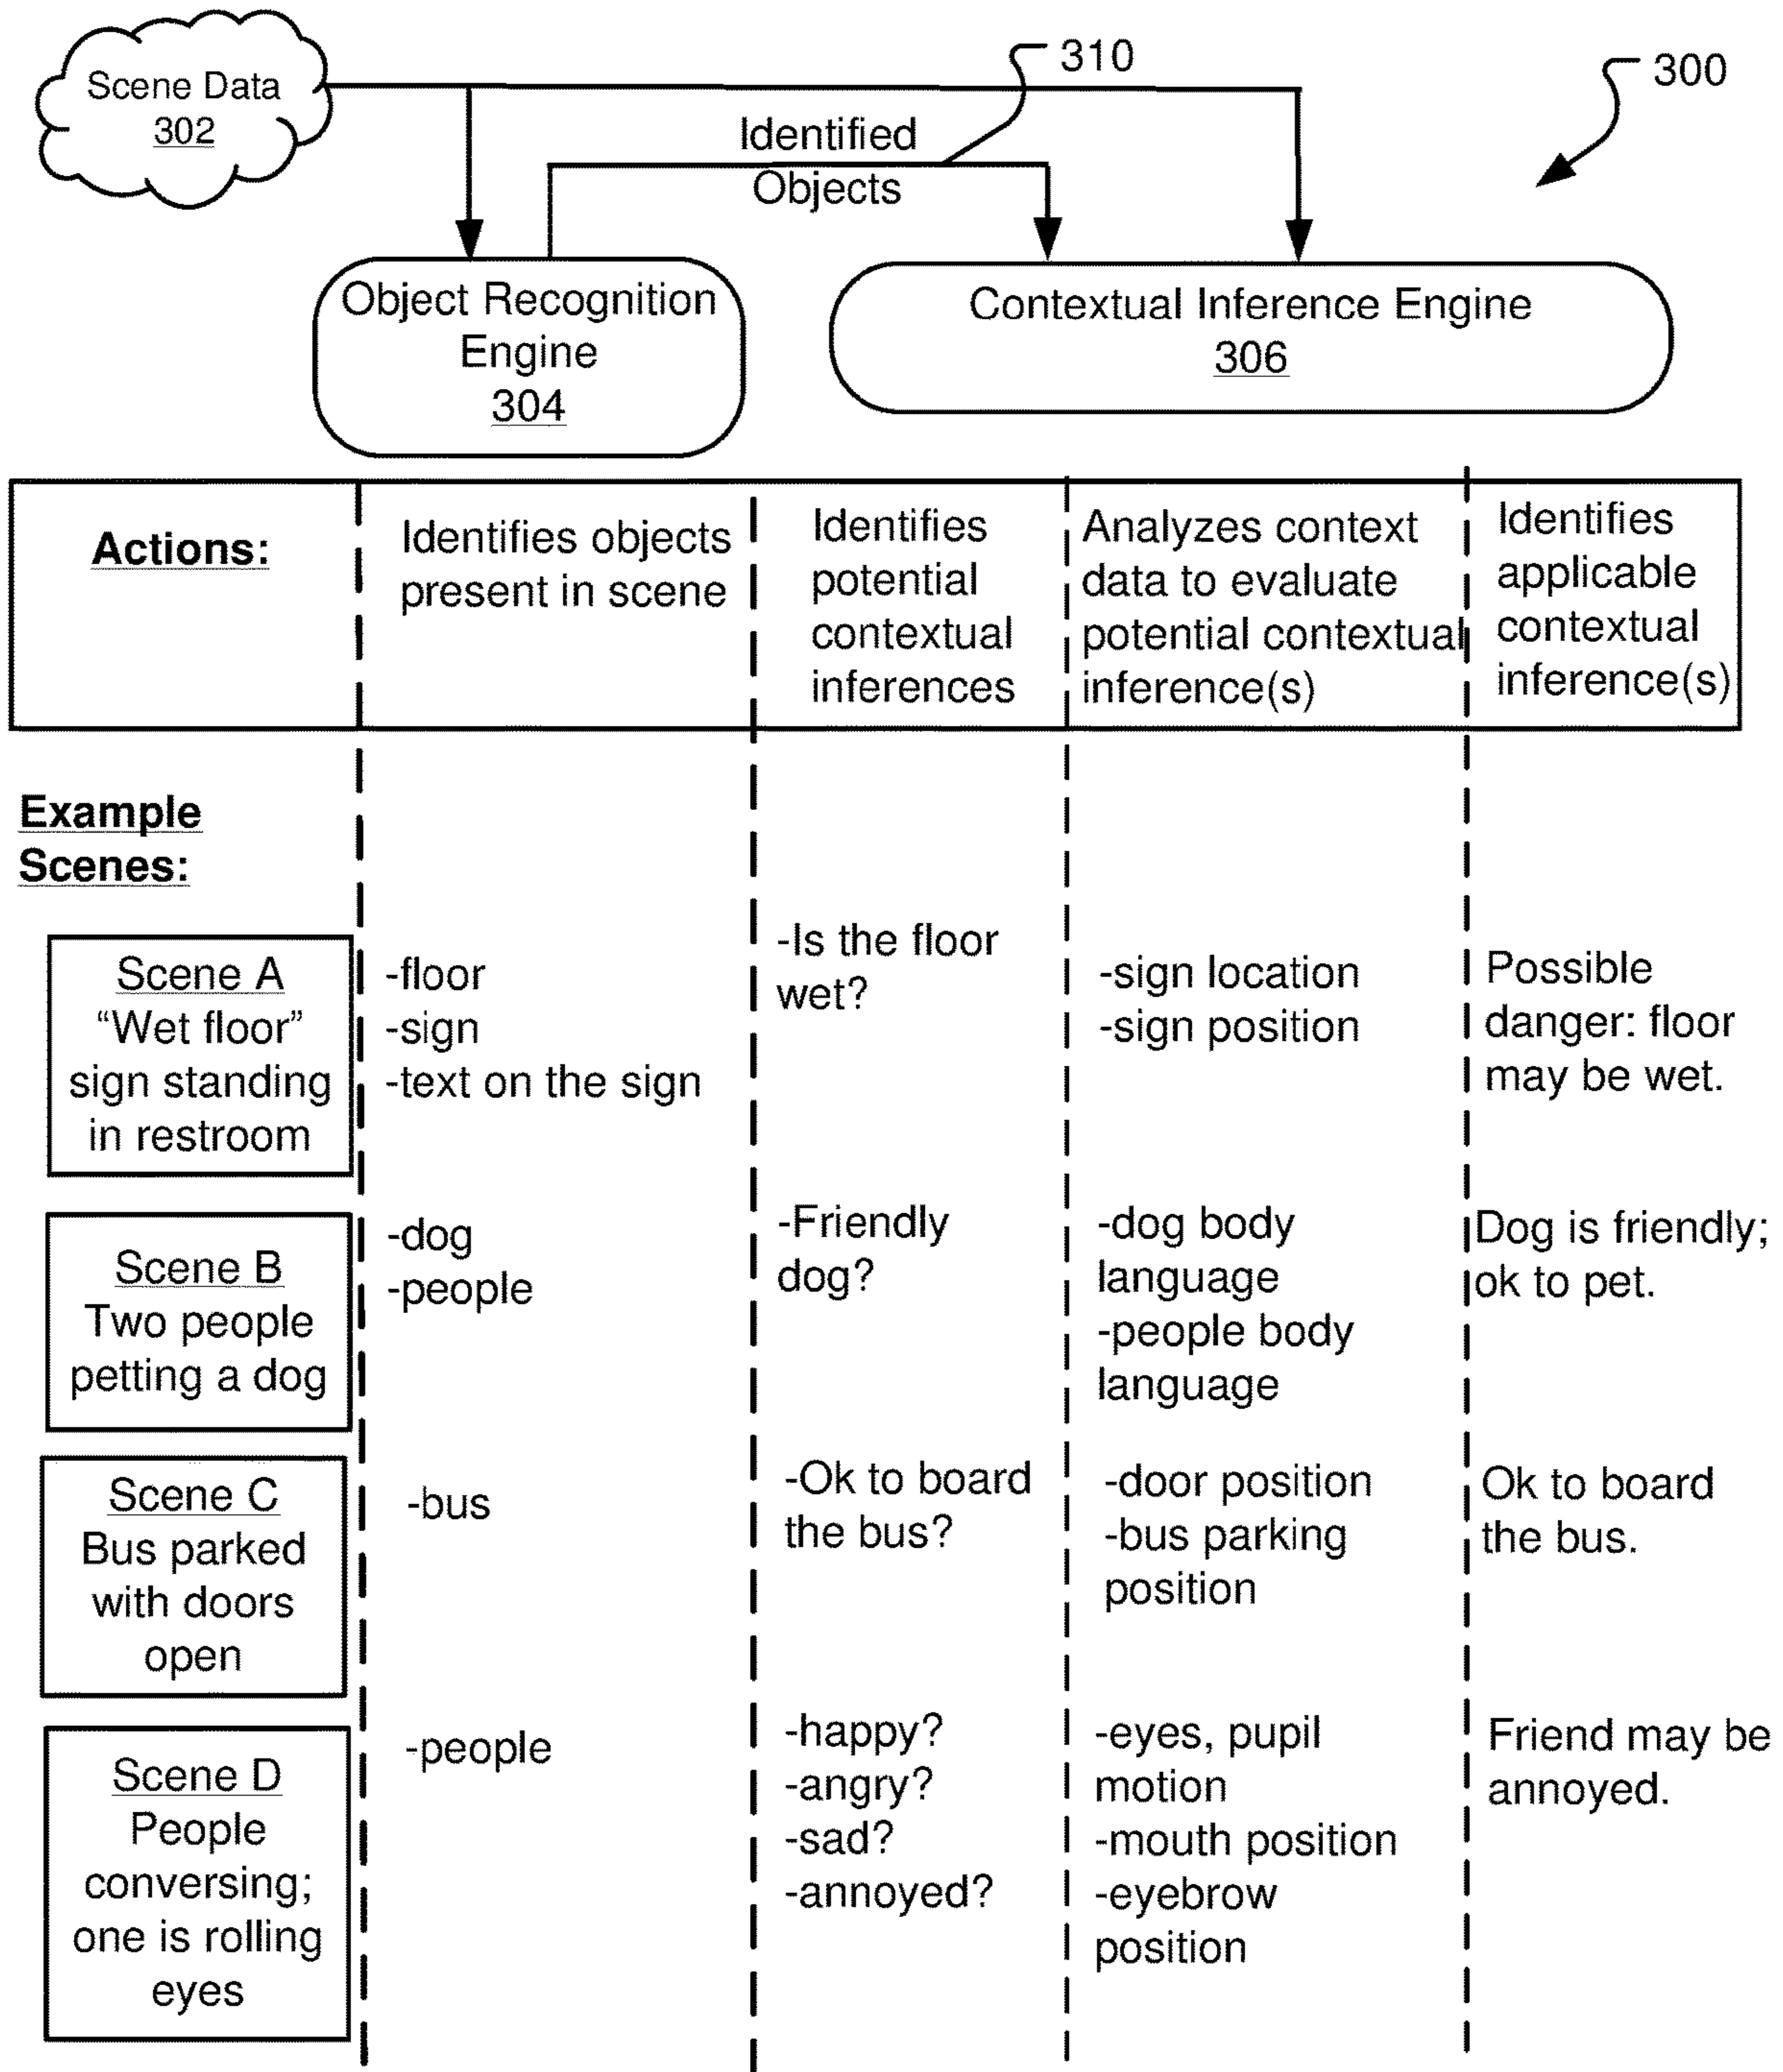 Scene Data
302
310
300
Identified
Objects
Object Recognition
Engine
304
Contextual Inference Engine
306
Actions:
Identifies objects
present in scene
Identifies
potential
contextual
inferences
Analyzes context
data to evaluate
potential contextual
inference(s)
Identifies
applicable
contextual
inference(s)
Example
Scenes:
Scene A
“Wet floor”
sign standing
in restroom
-floor
-sign
-text on the sign
-Is the floor
wet?
-sign location
-sign position
Possible
danger: floor
may be wet.
Scene B
Two people
petting a dog
-dog
-people
-Friendly
dog?
-dog body
language
-people body
language
Dog is friendly;
ok to pet.
Scene C
Bus parked
with doors
open
-bus
-Ok to board
the bus?
-door position
-bus parking
position
Ok to board
the bus.
Scene D
People
conversing;
one is rolling
eyes
-people
-happy?
-angry?
-sad?
-annoyed?
-eyes, pupil
motion
-mouth position
-eyebrow
position
Friend may be
annoyed.